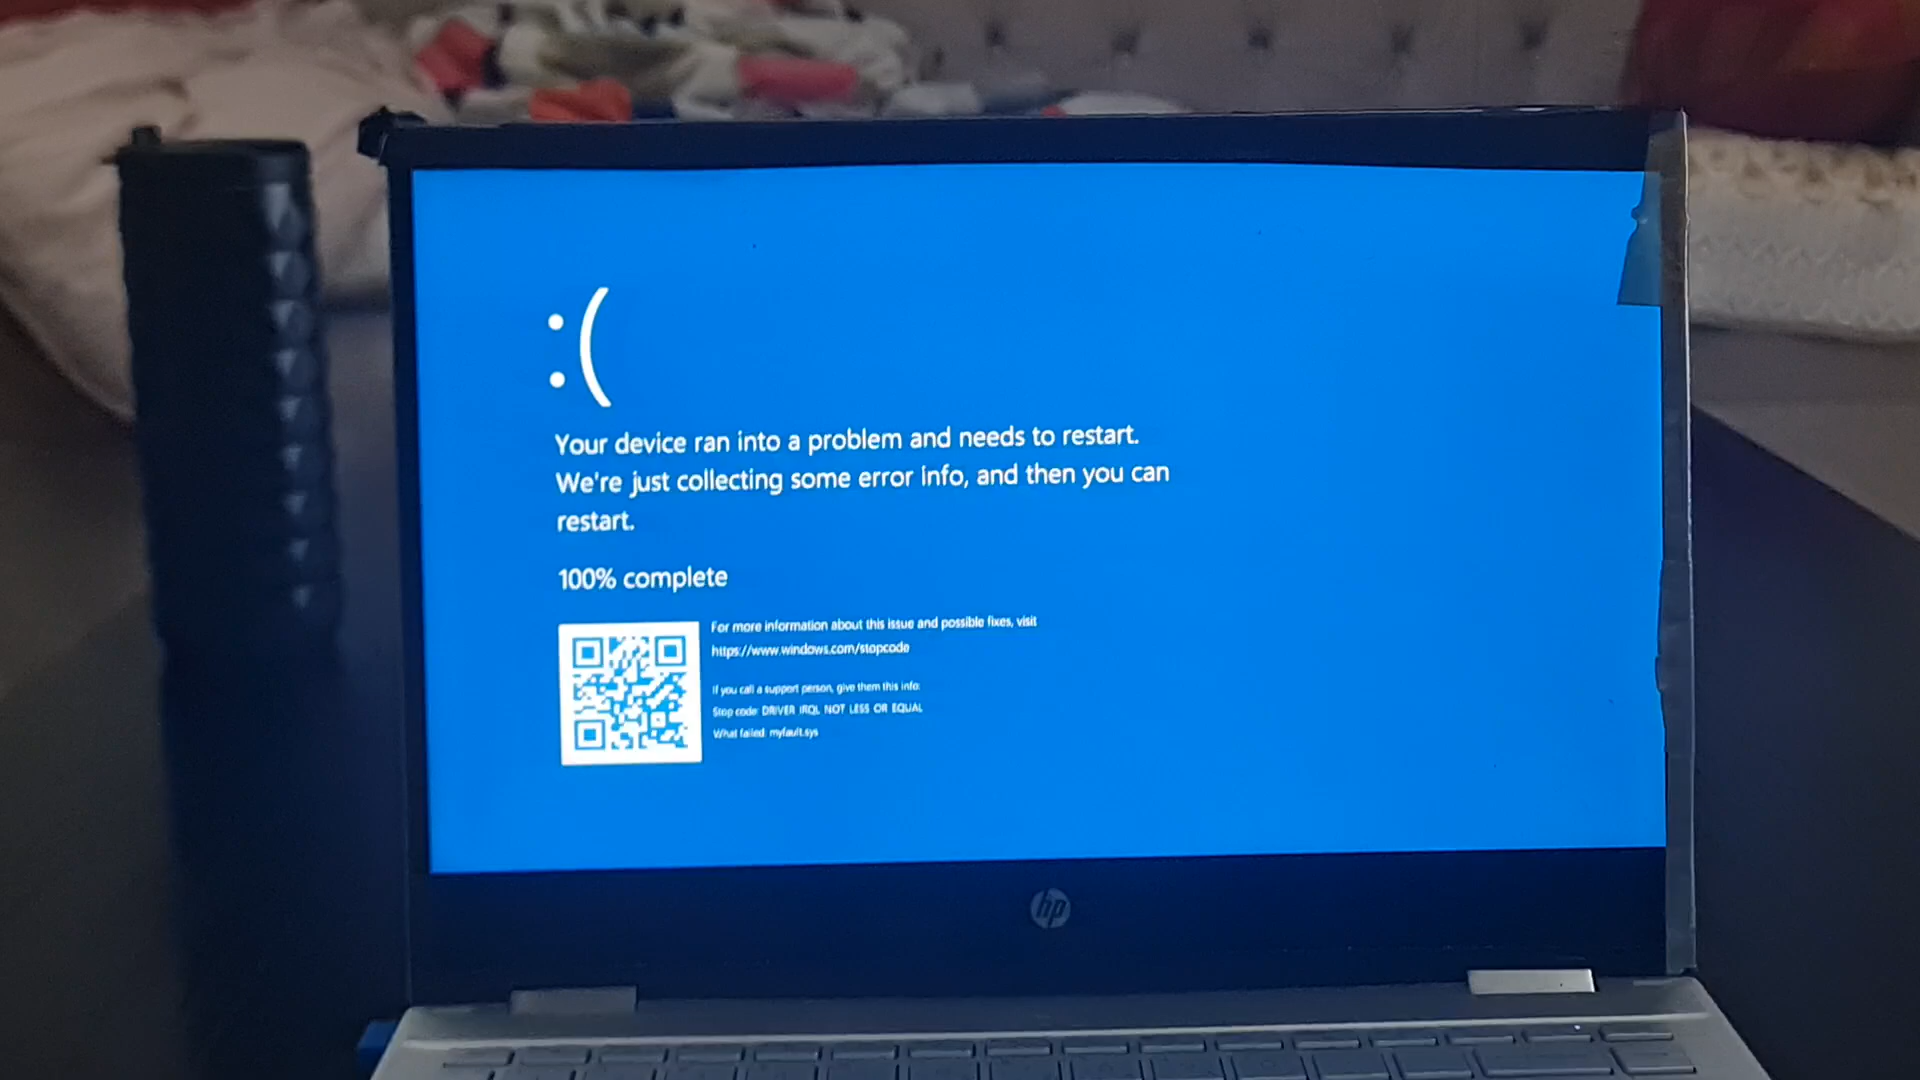 :(
Your device ran into a problem and needs to restart.
We're just collecting some error info, and then you can
restart.
100% complete
For more information about this issue and possible fixes, visit
https://www.windows.com/stopcode
If you call a support person, give them this info:
Stop code: DRIVER IRQL NOT LESS OR EQUAL
What failed: myfault.sys
hp